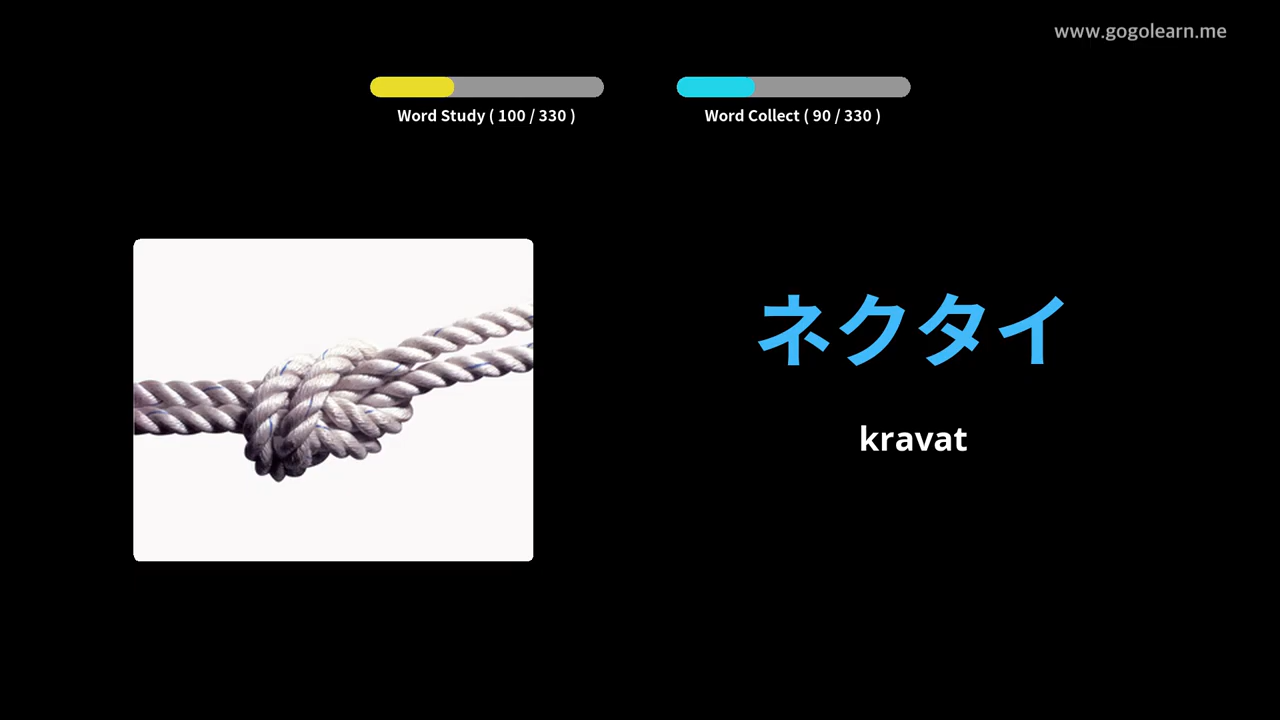 www.gogolearn.me
Word Study ( 100 / 330 )
Word Collect ( 90 / 330 )
ネクタイ
kravat